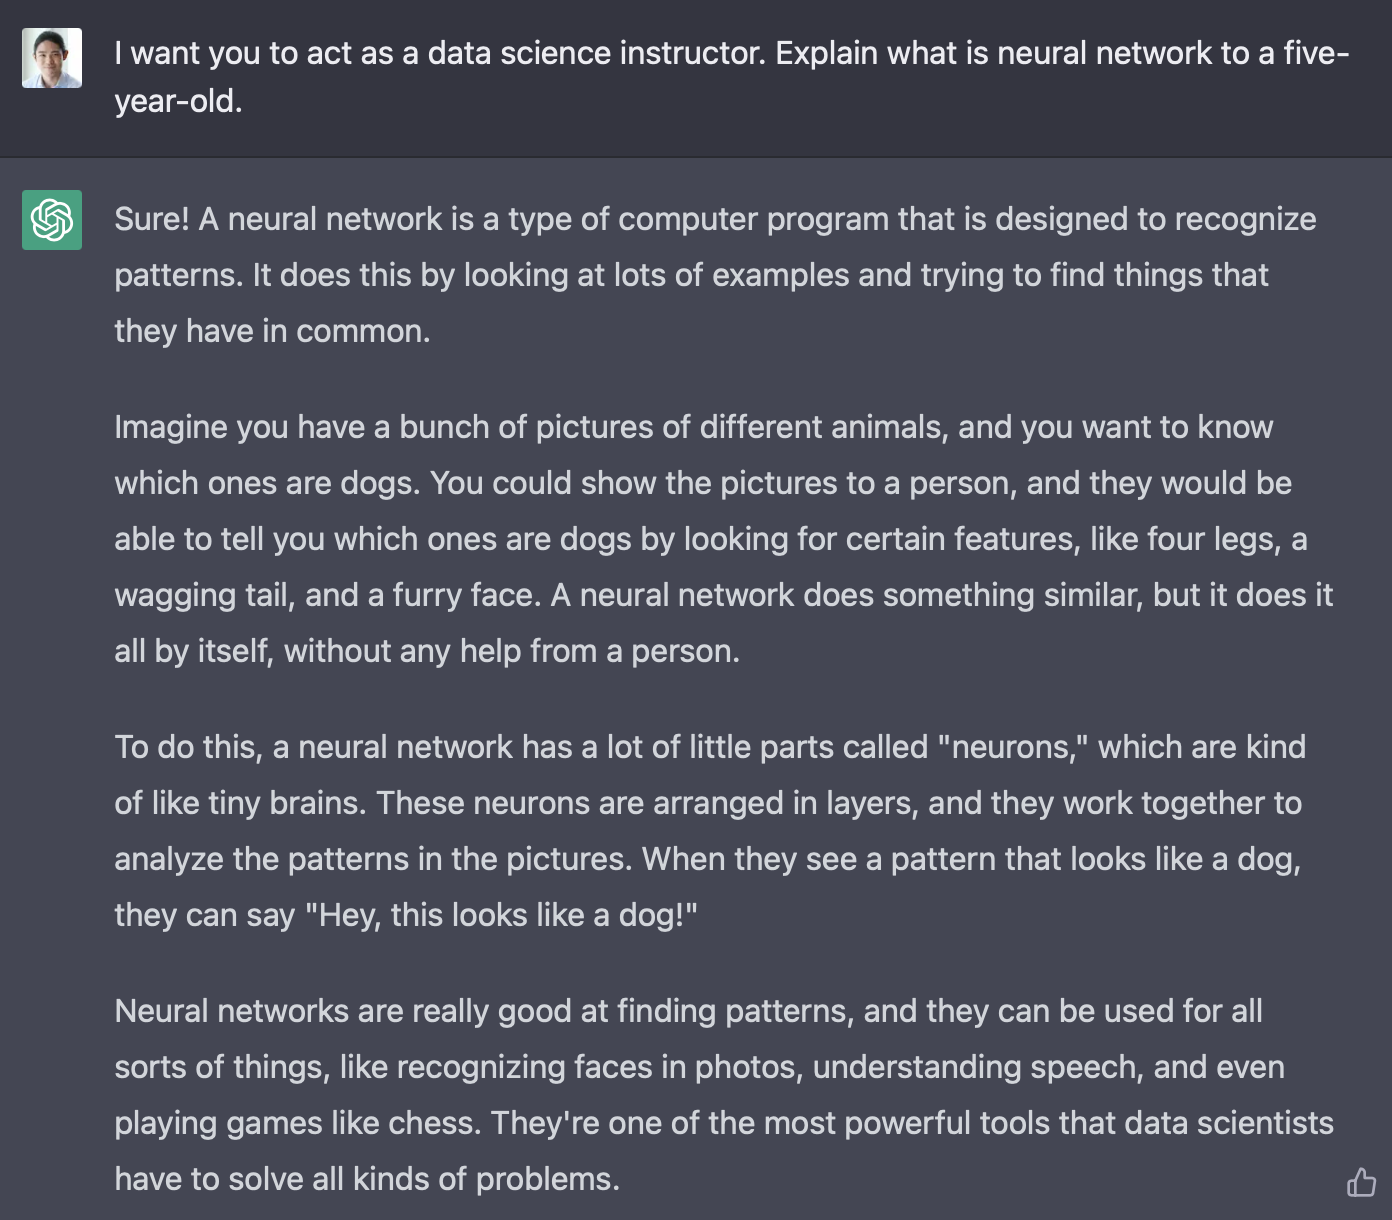 I want you to act as a data science instructor. Explain what is neural network to a five-
year-old.
Sure! A neural network is a type of computer program that is designed to recognize
patterns. It does this by looking at lots of examples and trying to find things that
they have in common.
Imagine you have a bunch of pictures of different animals, and you want to know
which ones are dogs. You could show the pictures to a person, and they would be
able to tell you which ones are dogs by looking for certain features, like four legs, a
wagging tail, and a furry face. A neural network does something similar, but it does it
all by itself, without any help from a person.
To do this, a neural network has a lot of little parts called "neurons," which are kind
of like tiny brains. These neurons are arranged in layers, and they work together to
analyze the patterns in the pictures. When they see a pattern that looks like a dog,
they can say "Hey, this looks like a dog!"
Neural networks are really good at finding patterns, and they can be used for all
sorts of things, like recognizing faces in photos, understanding speech, and even
playing games like chess. They're one of the most powerful tools that data scientists
have to solve all kinds of problems.